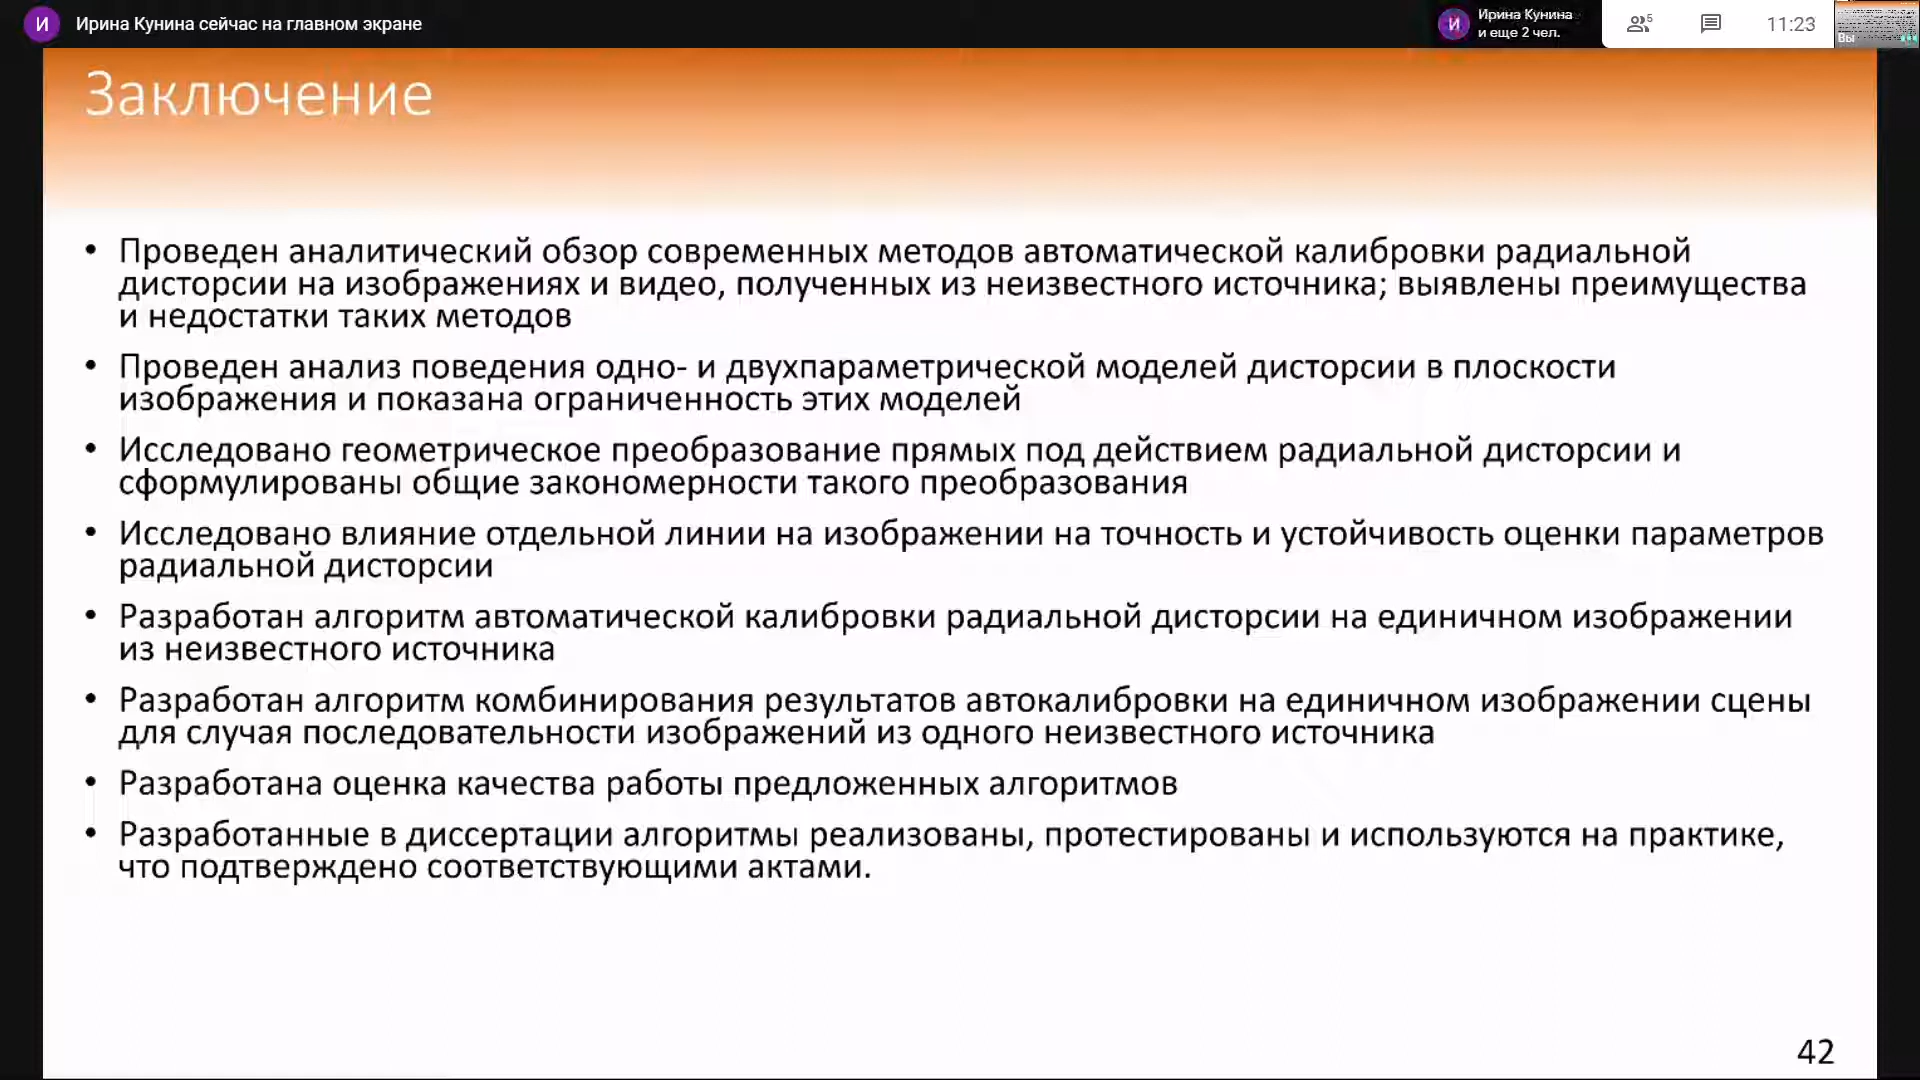 И Ирина Кунина сейчас на главном экране
И Ирина Кунина
и еще 2 чел.
5
11:23
Вы
Заключение
• Проведен аналитический обзор современных методов автоматической калибровки радиальной
дисторсии на изображениях и видео, полученных из неизвестного источника; выявлены преимущества
и недостатки таких методов
• Проведен анализ поведения одно- и двухпараметрической моделей дисторсии в плоскости
изображения и показана ограниченность этих моделей
• Исследовано геометрическое преобразование прямых под действием радиальной дисторсии и
сформулированы общие закономерности такого преобразования
• Исследовано влияние отдельной линии на изображении на точность и устойчивость оценки параметров
радиальной дисторсии
• Разработан алгоритм автоматической калибровки радиальной дисторсии на единичном изображении
из неизвестного источника
• Разработан алгоритм комбинирования результатов автокалибровки на единичном изображении сцены
для случая последовательности изображений из одного неизвестного источника
• Разработана оценка качества работы предложенных алгоритмов
• Разработанные в диссертации алгоритмы реализованы, протестированы и используются на практике,
что подтверждено соответствующими актами.
42